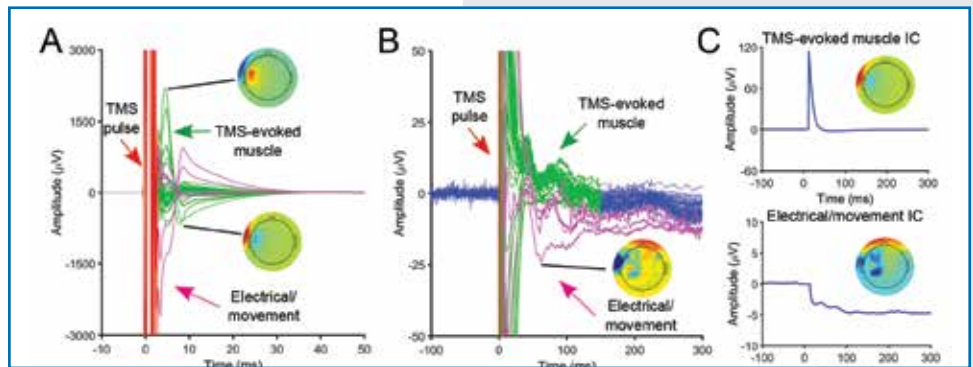 A
3000
1500
0
-1500
-3000
Amplitude (μV)
TMS
pulse
TMS-evoked
muscle
Electrical/
movement
-10 0 10 20 30 40 50
Time (ms)
B
50
25
0
-25
-50
Amplitude (μV)
TMS
pulse
TMS-evoked
muscle
Electrical/
movement
-100 0 100 200 300
Time (ms)
C
TMS-evoked muscle IC
120
60
0
-60
Amplitude (μV)
-100 0 100 200 300
Time (ms)
Electrical/movement IC
10
5
0
-5
-10
Amplitude (μV)
-100 0 100 200 300
Time (ms)